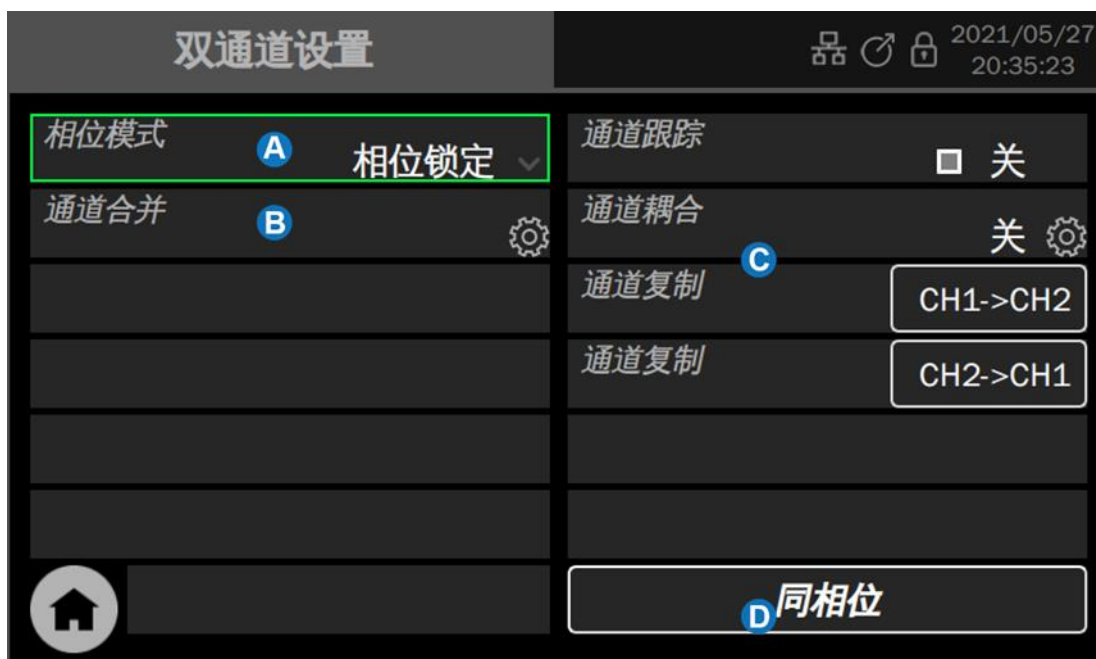 双通道设置
2021/05/27
20:35:23
相位模式
A
相位锁定
通道跟踪
关
通道合并
B
通道耦合
关
C
通道复制
CH1->CH2
通道复制
CH2->CH1
D
同相位